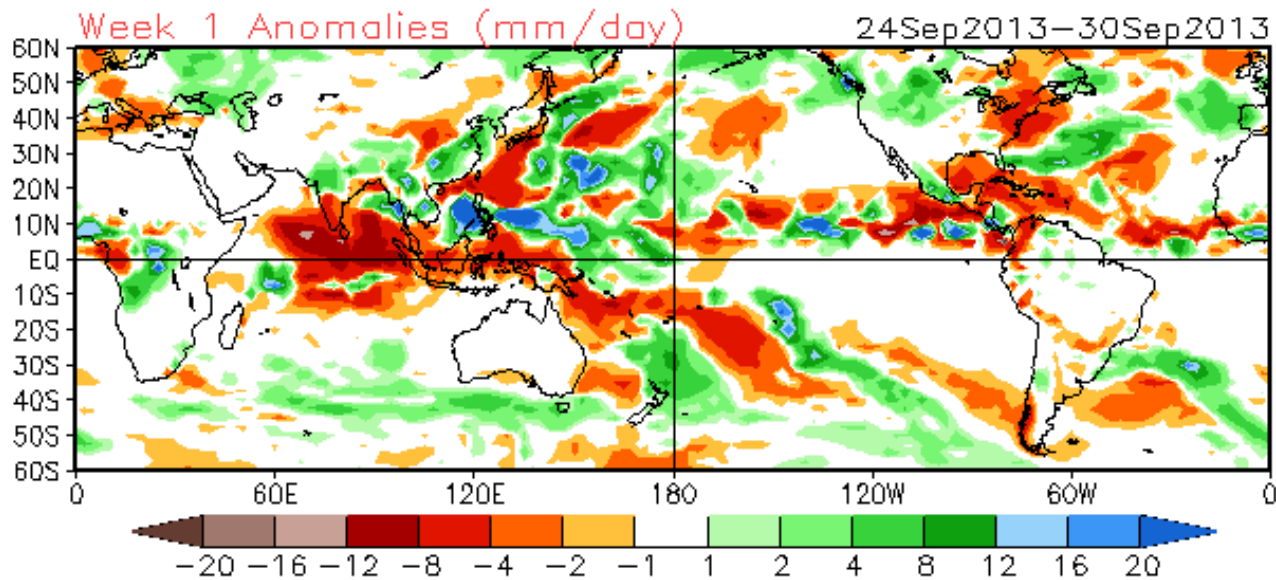 Week 1 Anomalies (mm/day) 24Sep2013–30Sep2013
60N
50N
40N
30N
20N
10N
EQ
10S
20S
30S
40S
50S
60S
0 60E 120E 180 120W 60W 0
−20 −16 −12 −8 −4 −2 −1 1 2 4 8 12 16 20